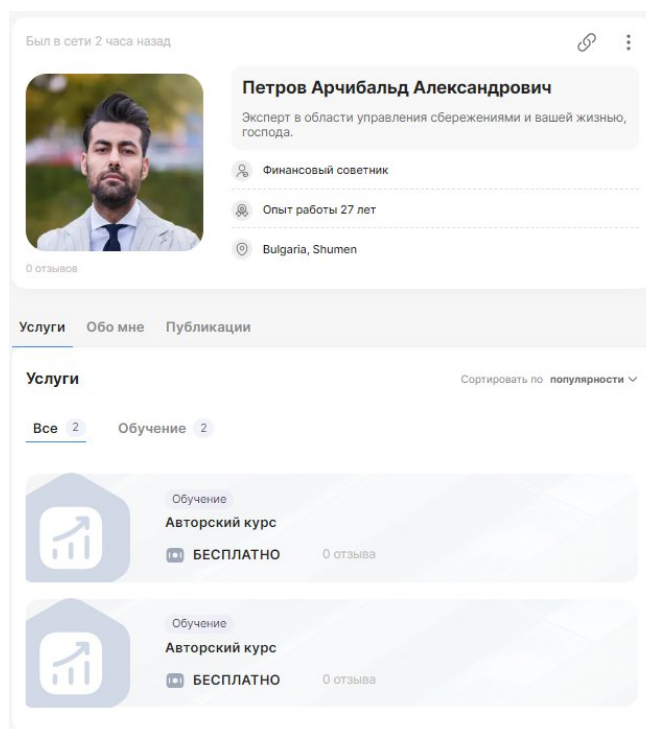 Был в сети 2 часа назад
Петров Арчибальд Александрович
Эксперт в области управления сбережениями и вашей жизнью,
господа.
Финансовый советник
Опыт работы 27 лет
Bulgaria, Shumen
0 отзывов
Услуги Обо мне Публикации
Услуги
Сортировать по популярности
Все 2 Обучение 2
Обучение
Авторский курс
БЕСПЛАТНО 0 отзыва
Обучение
Авторский курс
БЕСПЛАТНО 0 отзыва